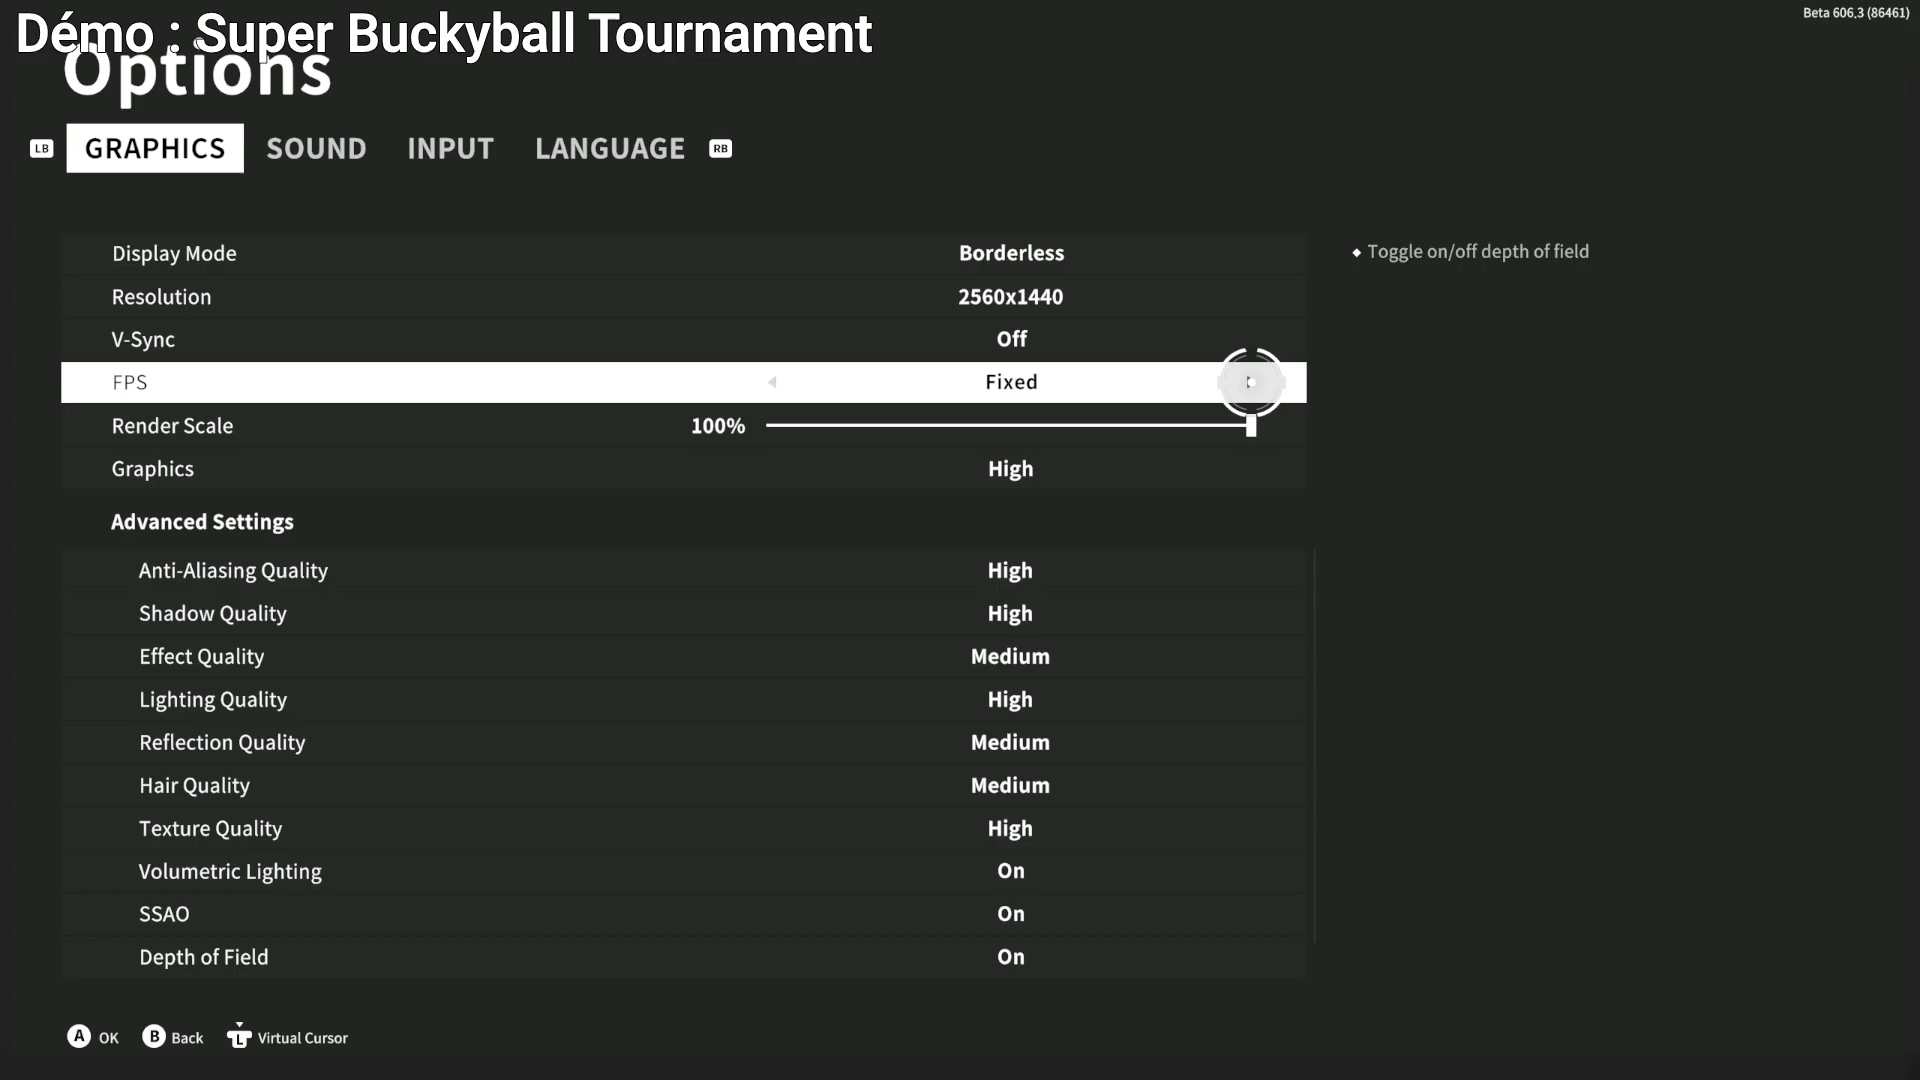 Beta 606.3 (86461)
Démo : Super Buckyball Tournament
Options
LB GRAPHICS SOUND INPUT LANGUAGE RB
Display Mode Borderless
Resolution 2560x1440
V-Sync Off
FPS Fixed
Render Scale 100%
Graphics High
Advanced Settings
Anti-Aliasing Quality High
Shadow Quality High
Effect Quality Medium
Lighting Quality High
Reflection Quality Medium
Hair Quality Medium
Texture Quality High
Volumetric Lighting On
SSAO On
Depth of Field On
Toggle on/off depth of field
A OK B Back L Virtual Cursor